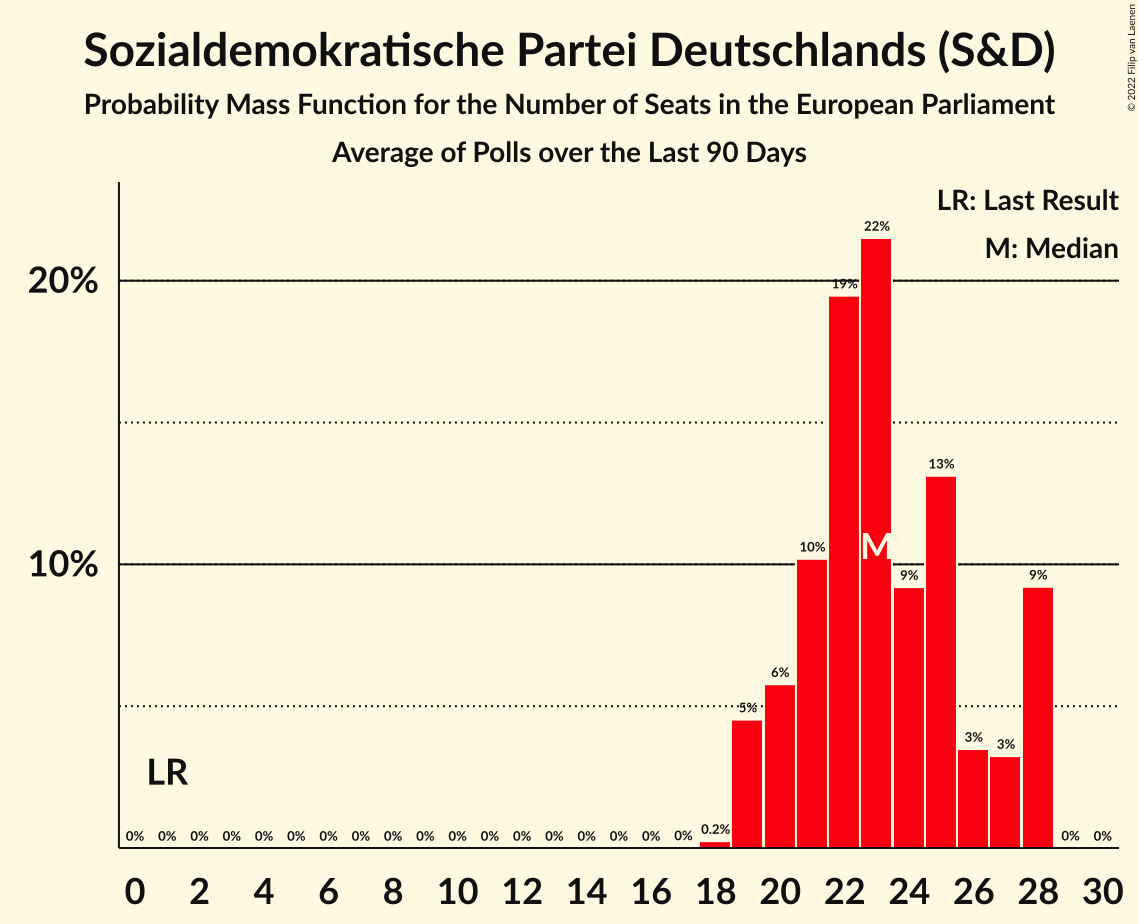 Sozialdemokratische Partei Deutschlands (S&D)
Probability Mass Function for the Number of Seats in the European Parliament
Average of Polls over the Last 90 Days
© 2022 Filip van Laenen
LR: Last Result
M: Median
20%
10%
22%
19%
13%
10%
M
9%
9%
6%
5%
3%
3%
LR
0% 0% 0% 0% 0% 0% 0% 0% 0% 0% 0% 0% 0% 0% 0% 0% 0% 0% 0.2% 0% 0%
0 2 4 6 8 10 12 14 16 18 20 22 24 26 28 30